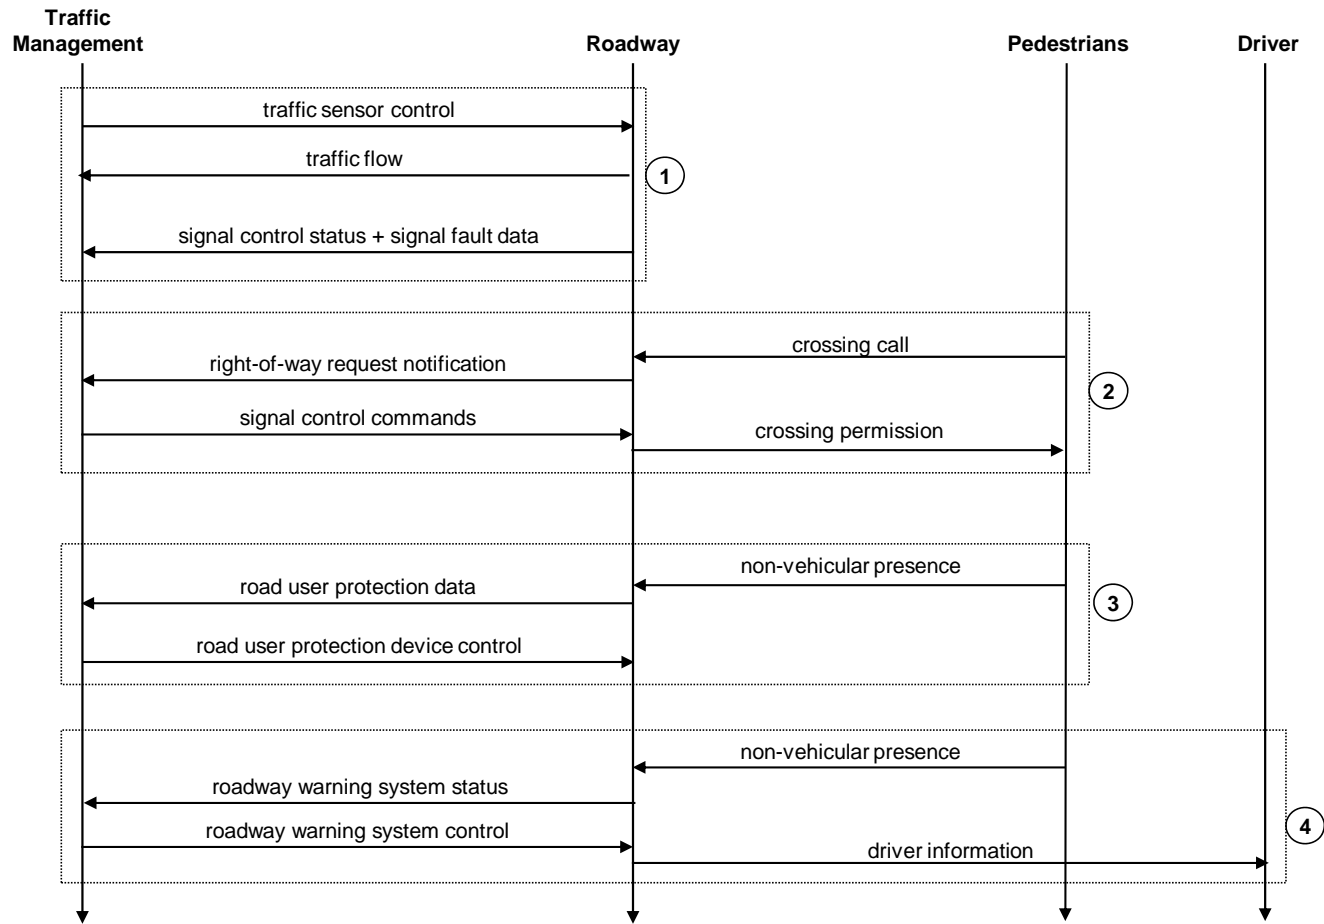 Traffic
Management
Roadway
Pedestrians
Driver
traffic sensor control
traffic flow
1
signal control status + signal fault data
crossing call
right-of-way request notification
2
signal control commands
crossing permission
non-vehicular presence
road user protection data
3
road user protection device control
non-vehicular presence
roadway warning system status
roadway warning system control
4
driver information